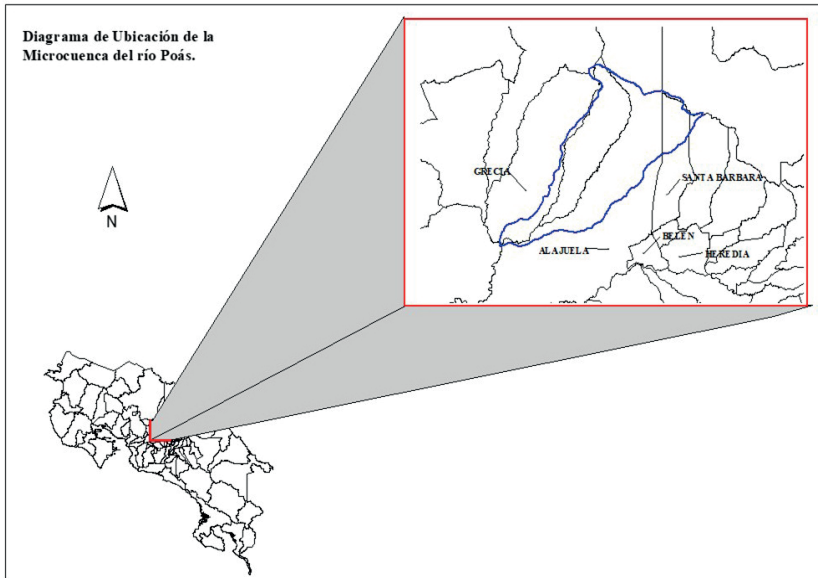 Diagrama de Ubicación de la
Microcuenca del río Poás.
N
GRECIA
SANTA BARBARA
BELEN
ALAJUELA
HEREDIA